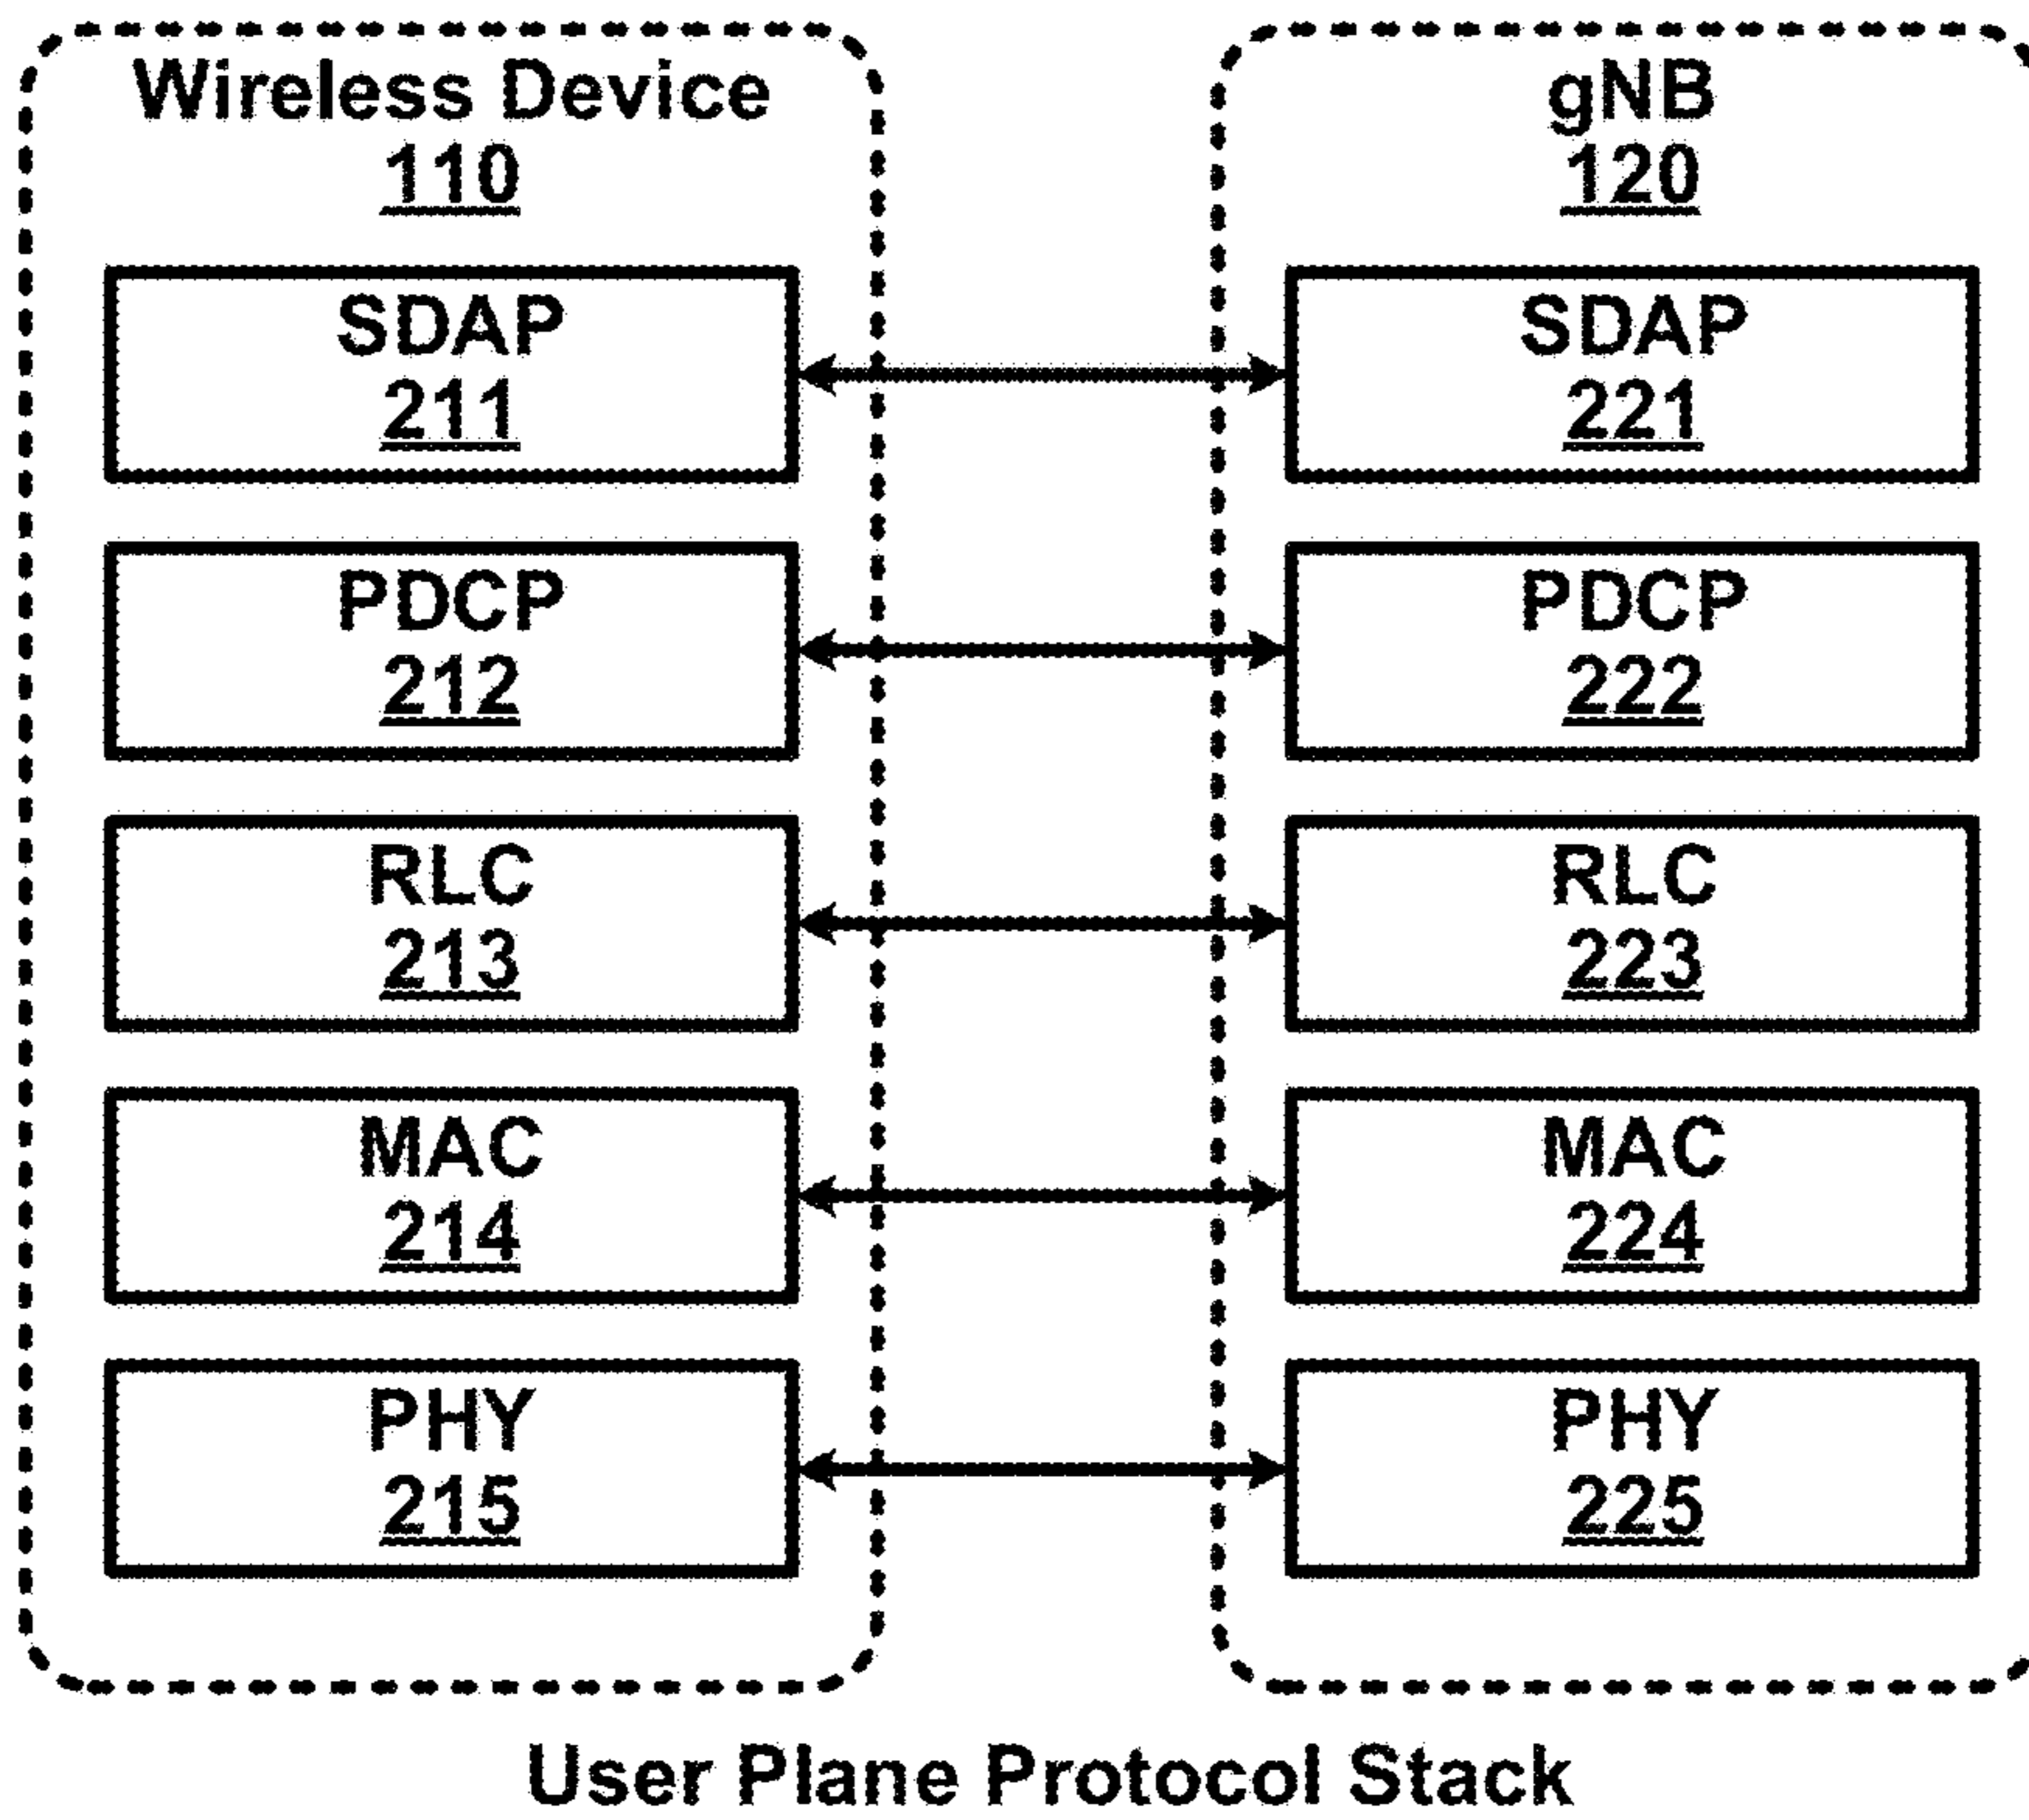 Wireless Device
110
gNB
120
SDAP
211
SDAP
221
PDCP
212
PDCP
222
RLC
213
RLC
223
MAC
214
MAC
224
PHY
215
PHY
225
User Plane Protocol Stack